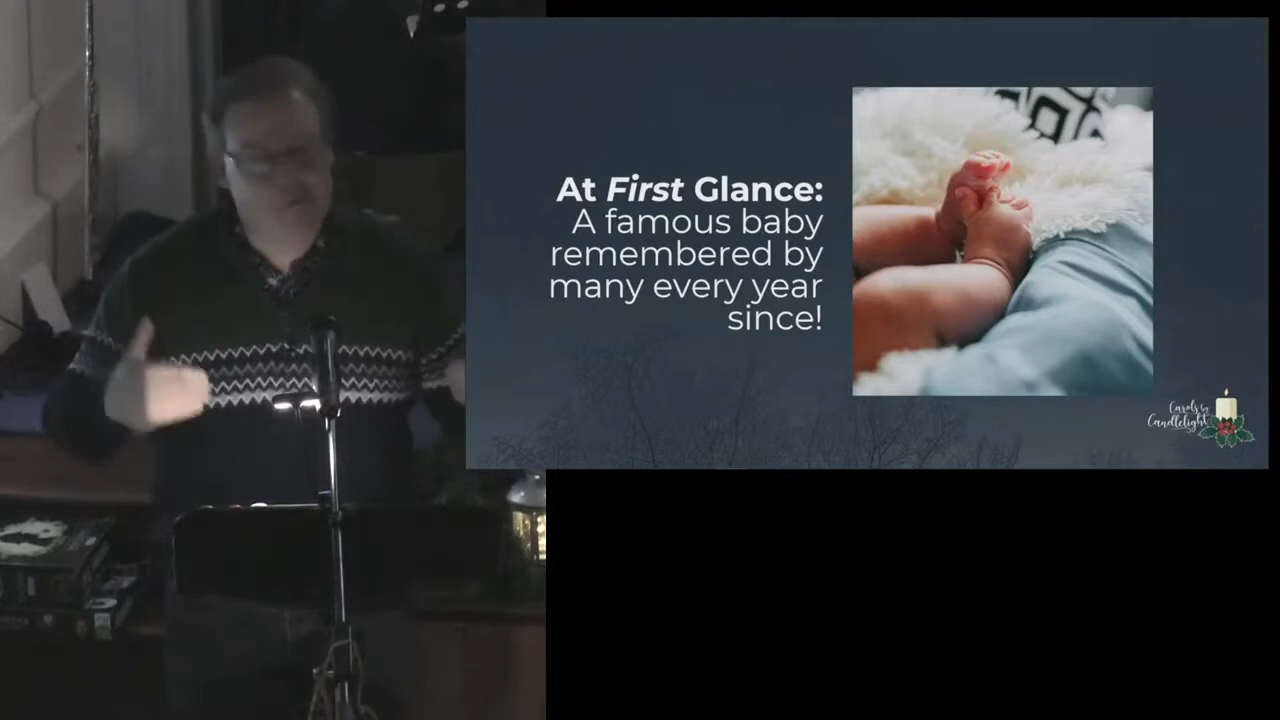 At First Glance:
A famous baby
remembered by
many every year
since!
Carols by
Candlelight